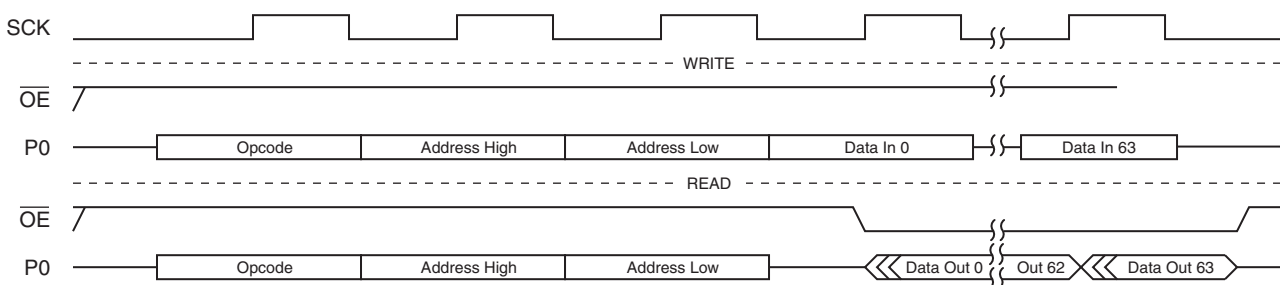 SCK
WRITE
OE
P0 Opcode Address High Address Low Data In 0 Data In 63
READ
OE
P0 Opcode Address High Address Low Data Out 0 Out 62 Data Out 63